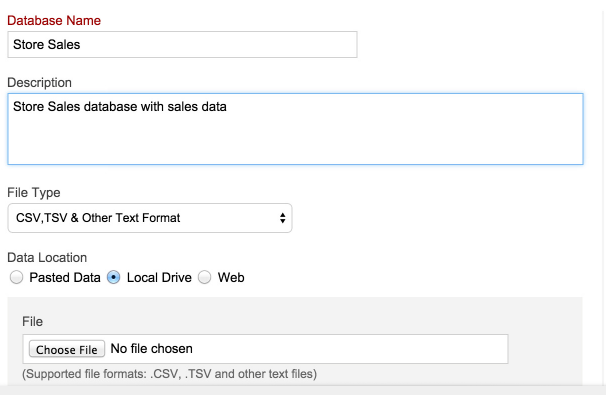 Database Name
Store Sales
Description
Store Sales database with sales data
File Type
CSV,TSV & Other Text Format
Data Location
Pasted Data Local Drive Web
File
Choose File No file chosen
(Supported file formats: .CSV, .TSV and other text files)